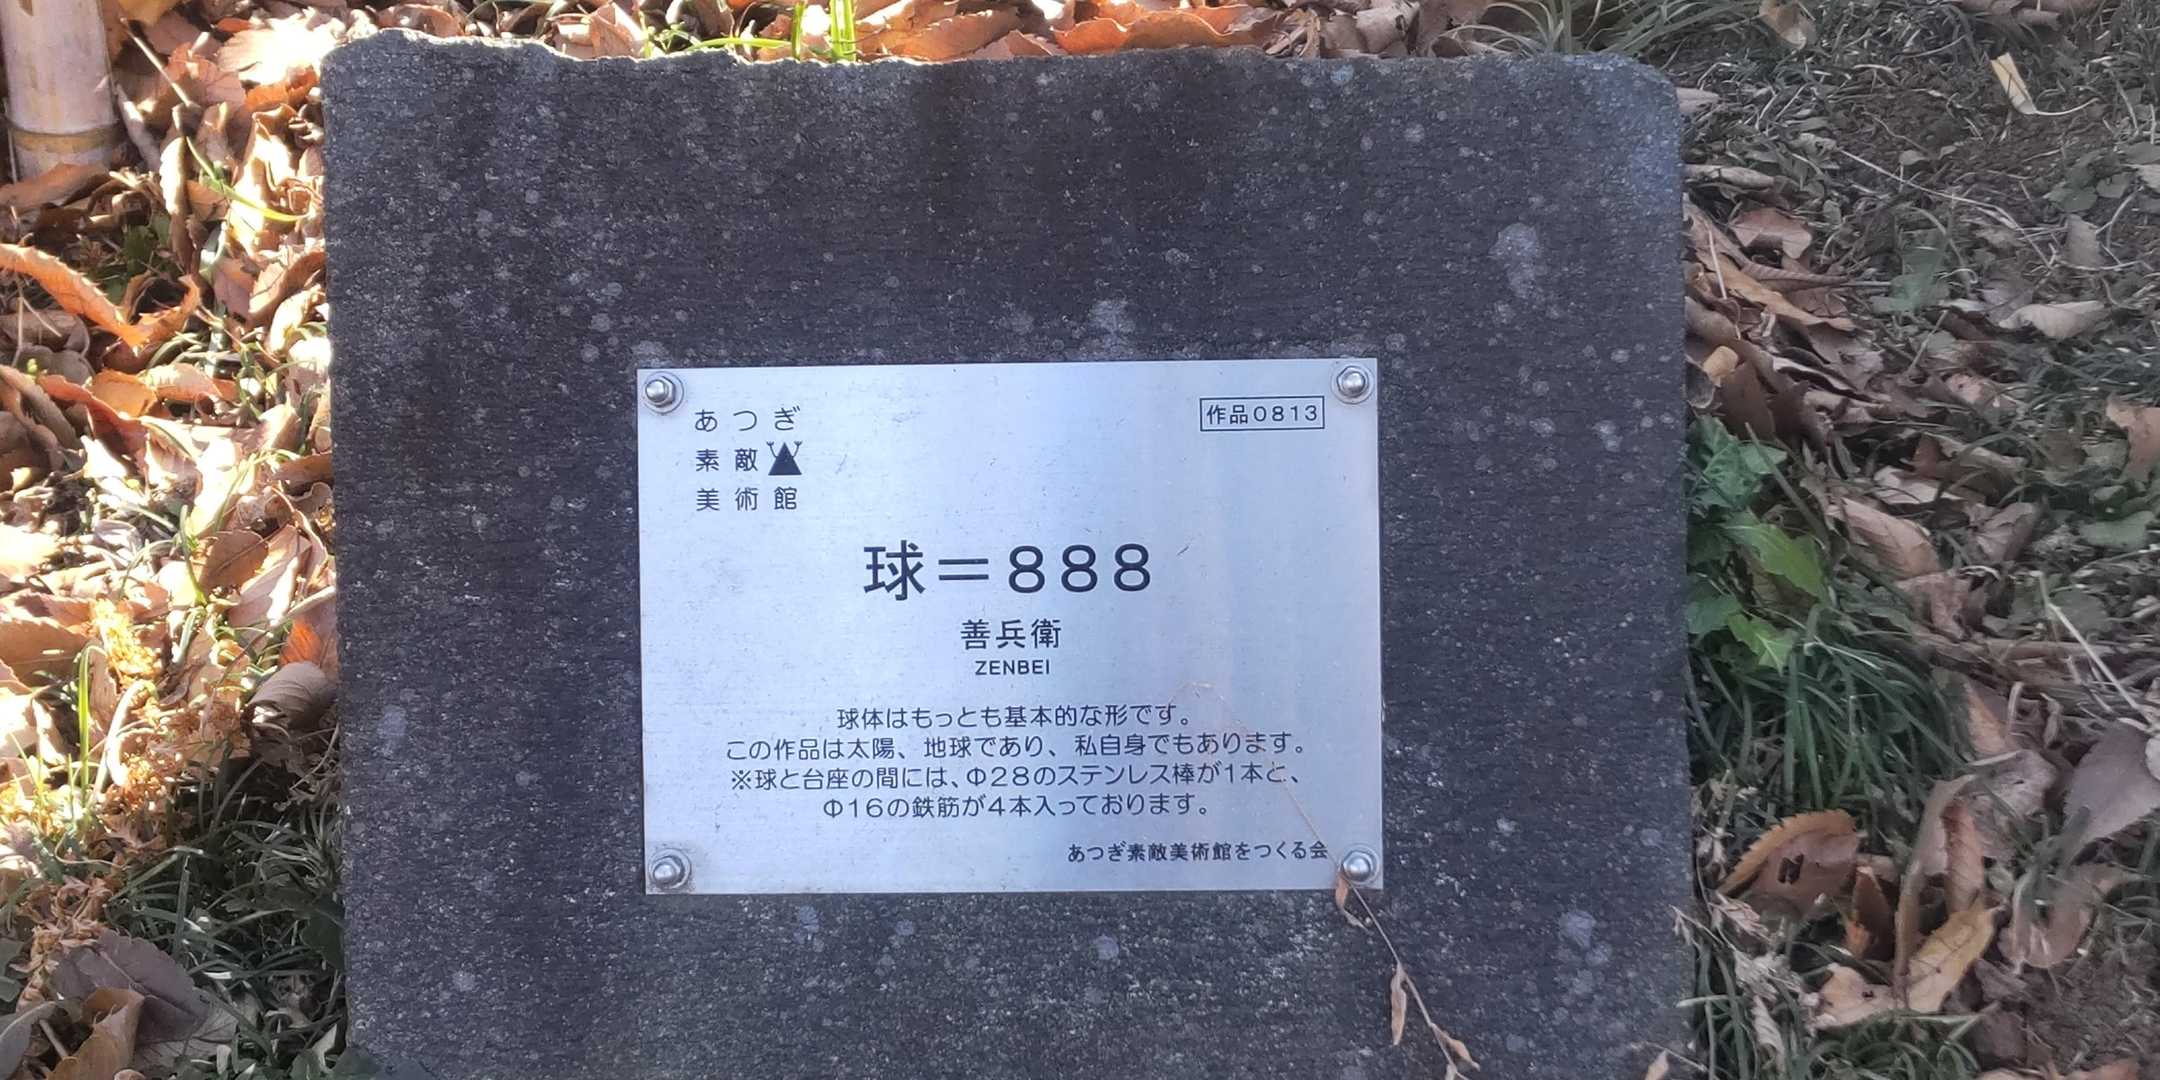 あつぎ
素敵
美術館
作品0813
球＝888
善兵衛
ZENBEI
球体はもっとも基本的な形です。
この作品は太陽、地球であり、私自身でもあります。
※球と台座の間には、Φ28のステンレス棒が1本と、
Φ16の鉄筋が4本入っております。
あつぎ素敵美術館をつくる会